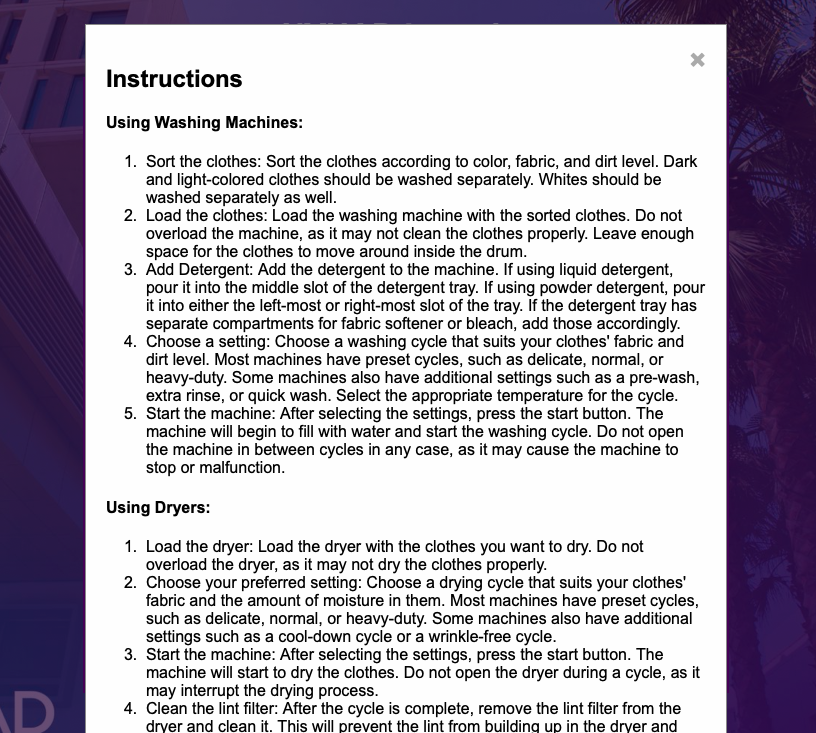 Instructions
Using Washing Machines:
1. Sort the clothes: Sort the clothes according to color, fabric, and dirt level. Dark
and light-colored clothes should be washed separately. Whites should be
washed separately as well.
2. Load the clothes: Load the washing machine with the sorted clothes. Do not
overload the machine, as it may not clean the clothes properly. Leave enough
space for the clothes to move around inside the drum.
3. Add Detergent: Add the detergent to the machine. If using liquid detergent,
pour it into the middle slot of the detergent tray. If using powder detergent, pour
it into either the left-most or right-most slot of the tray. If the detergent tray has
separate compartments for fabric softener or bleach, add those accordingly.
4. Choose a setting: Choose a washing cycle that suits your clothes' fabric and
dirt level. Most machines have preset cycles, such as delicate, normal, or
heavy-duty. Some machines also have additional settings such as a pre-wash,
extra rinse, or quick wash. Select the appropriate temperature for the cycle.
5. Start the machine: After selecting the settings, press the start button. The
machine will begin to fill with water and start the washing cycle. Do not open
the machine in between cycles in any case, as it may cause the machine to
stop or malfunction.
Using Dryers:
1. Load the dryer: Load the dryer with the clothes you want to dry. Do not
overload the dryer, as it may not dry the clothes properly.
2. Choose your preferred setting: Choose a drying cycle that suits your clothes'
fabric and the amount of moisture in them. Most machines have preset cycles,
such as delicate, normal, or heavy-duty. Some machines also have additional
settings such as a cool-down cycle or a wrinkle-free cycle.
3. Start the machine: After selecting the settings, press the start button. The
machine will start to dry the clothes. Do not open the dryer during a cycle, as it
may interrupt the drying process.
4. Clean the lint filter: After the cycle is complete, remove the lint filter from the
dryer and clean it. This will prevent the lint from building up in the dryer and
AD